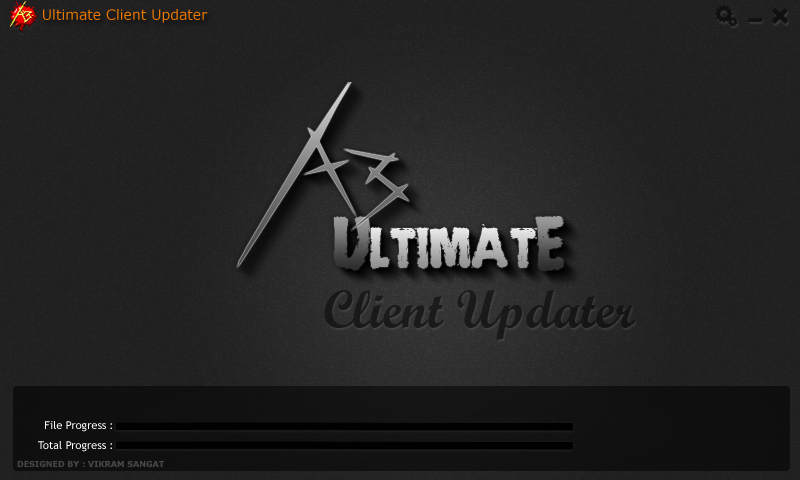 Ultimate Client Updater
A3
ULTIMATE
Client Updater
File Progress :
Total Progress :
DESIGNED BY : VIKRAM SANGAT